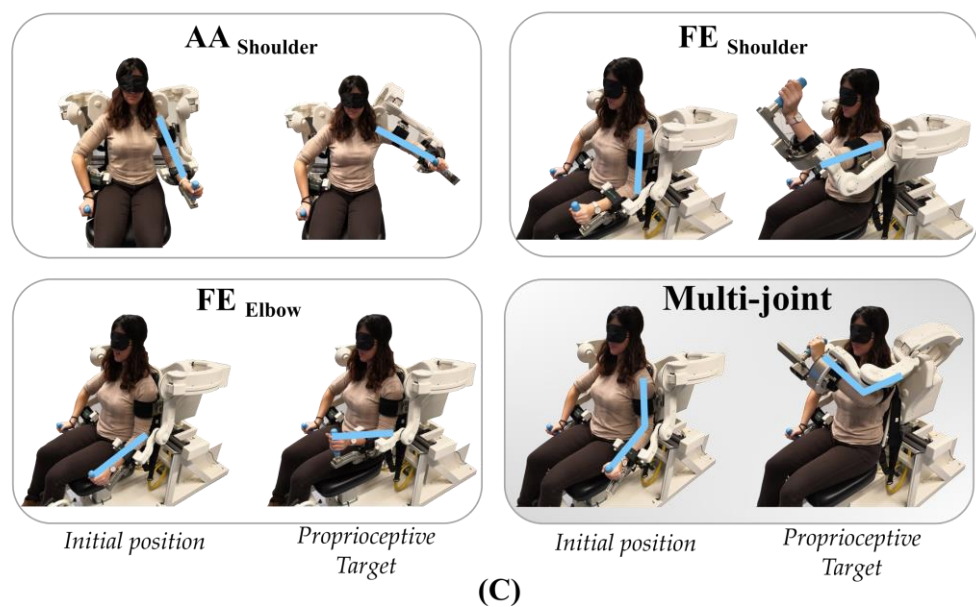 AA Shoulder
FE Shoulder
FE Elbow
Multi-joint
Initial position
Proprioceptive
Target
Initial position
Proprioceptive
Target
(C)